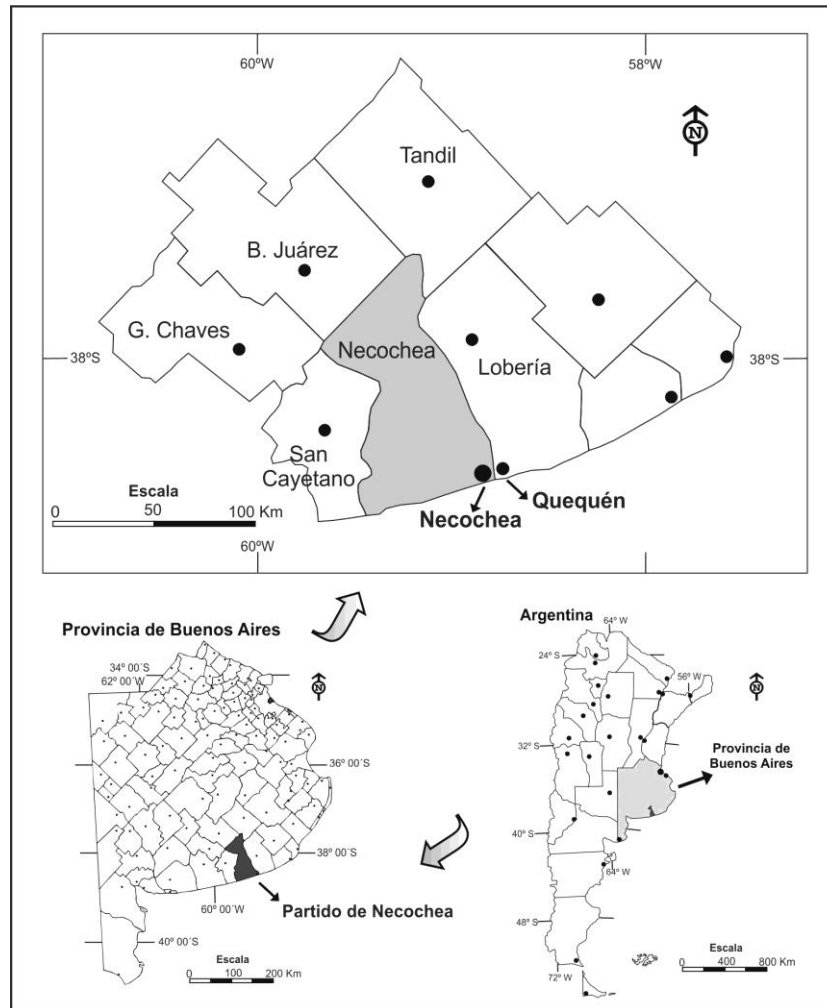 60ºW
58ºW
N
Tandil
B. Juárez
G. Chaves
Necochea
Lobería
38ºS
38ºS
San
Cayetano
Escala
0 50 100 Km
Quequén
Necochea
60ºW
Provincia de Buenos Aires
34º 00´S
62º 00´W
N
36º 00´S
38º 00´S
60º 00´W
Partido de Necochea
40º 00´S
Escala
0 100 200 Km
Argentina
64º W
24º S
56º W
N
32º S
Provincia de
Buenos Aires
40º S
64º W
48º S
72º W
Escala
0 400 800 Km